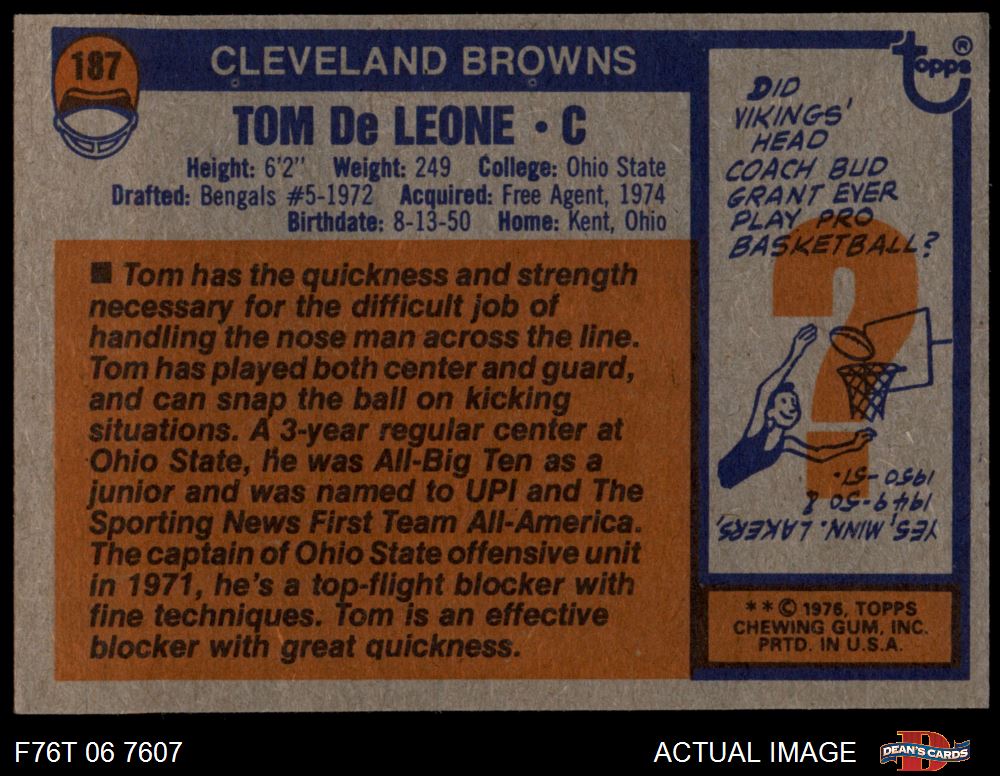 187
CLEVELAND BROWNS
TOM De LEONE • C
Height: 6'2" Weight: 249 College: Ohio State
Drafted: Bengals #5-1972 Acquired: Free Agent, 1974
Birthdate: 8-13-50 Home: Kent, Ohio
■ Tom has the quickness and strength
necessary for the difficult job of
handling the nose man across the line.
Tom has played both center and guard,
and can snap the ball on kicking
situations. A 3-year regular center at
Ohio State, he was All-Big Ten as a
junior and was named to UPI and The
Sporting News First Team All-America.
The captain of Ohio State offensive unit
in 1971, he's a top-flight blocker with
fine techniques. Tom is an effective
blocker with great quickness.
topps®
DID
VIKINGS'
HEAD
COACH BUD
GRANT EVER
PLAY PRO
BASKETBALL?
?
YES, MINN. LAKERS,
1949-50 &
1950-51.
**© 1976, TOPPS
CHEWING GUM, INC.
PRTD. IN U.S.A.
F76T 06 7607
ACTUAL IMAGE
D
DEAN'S CARDS